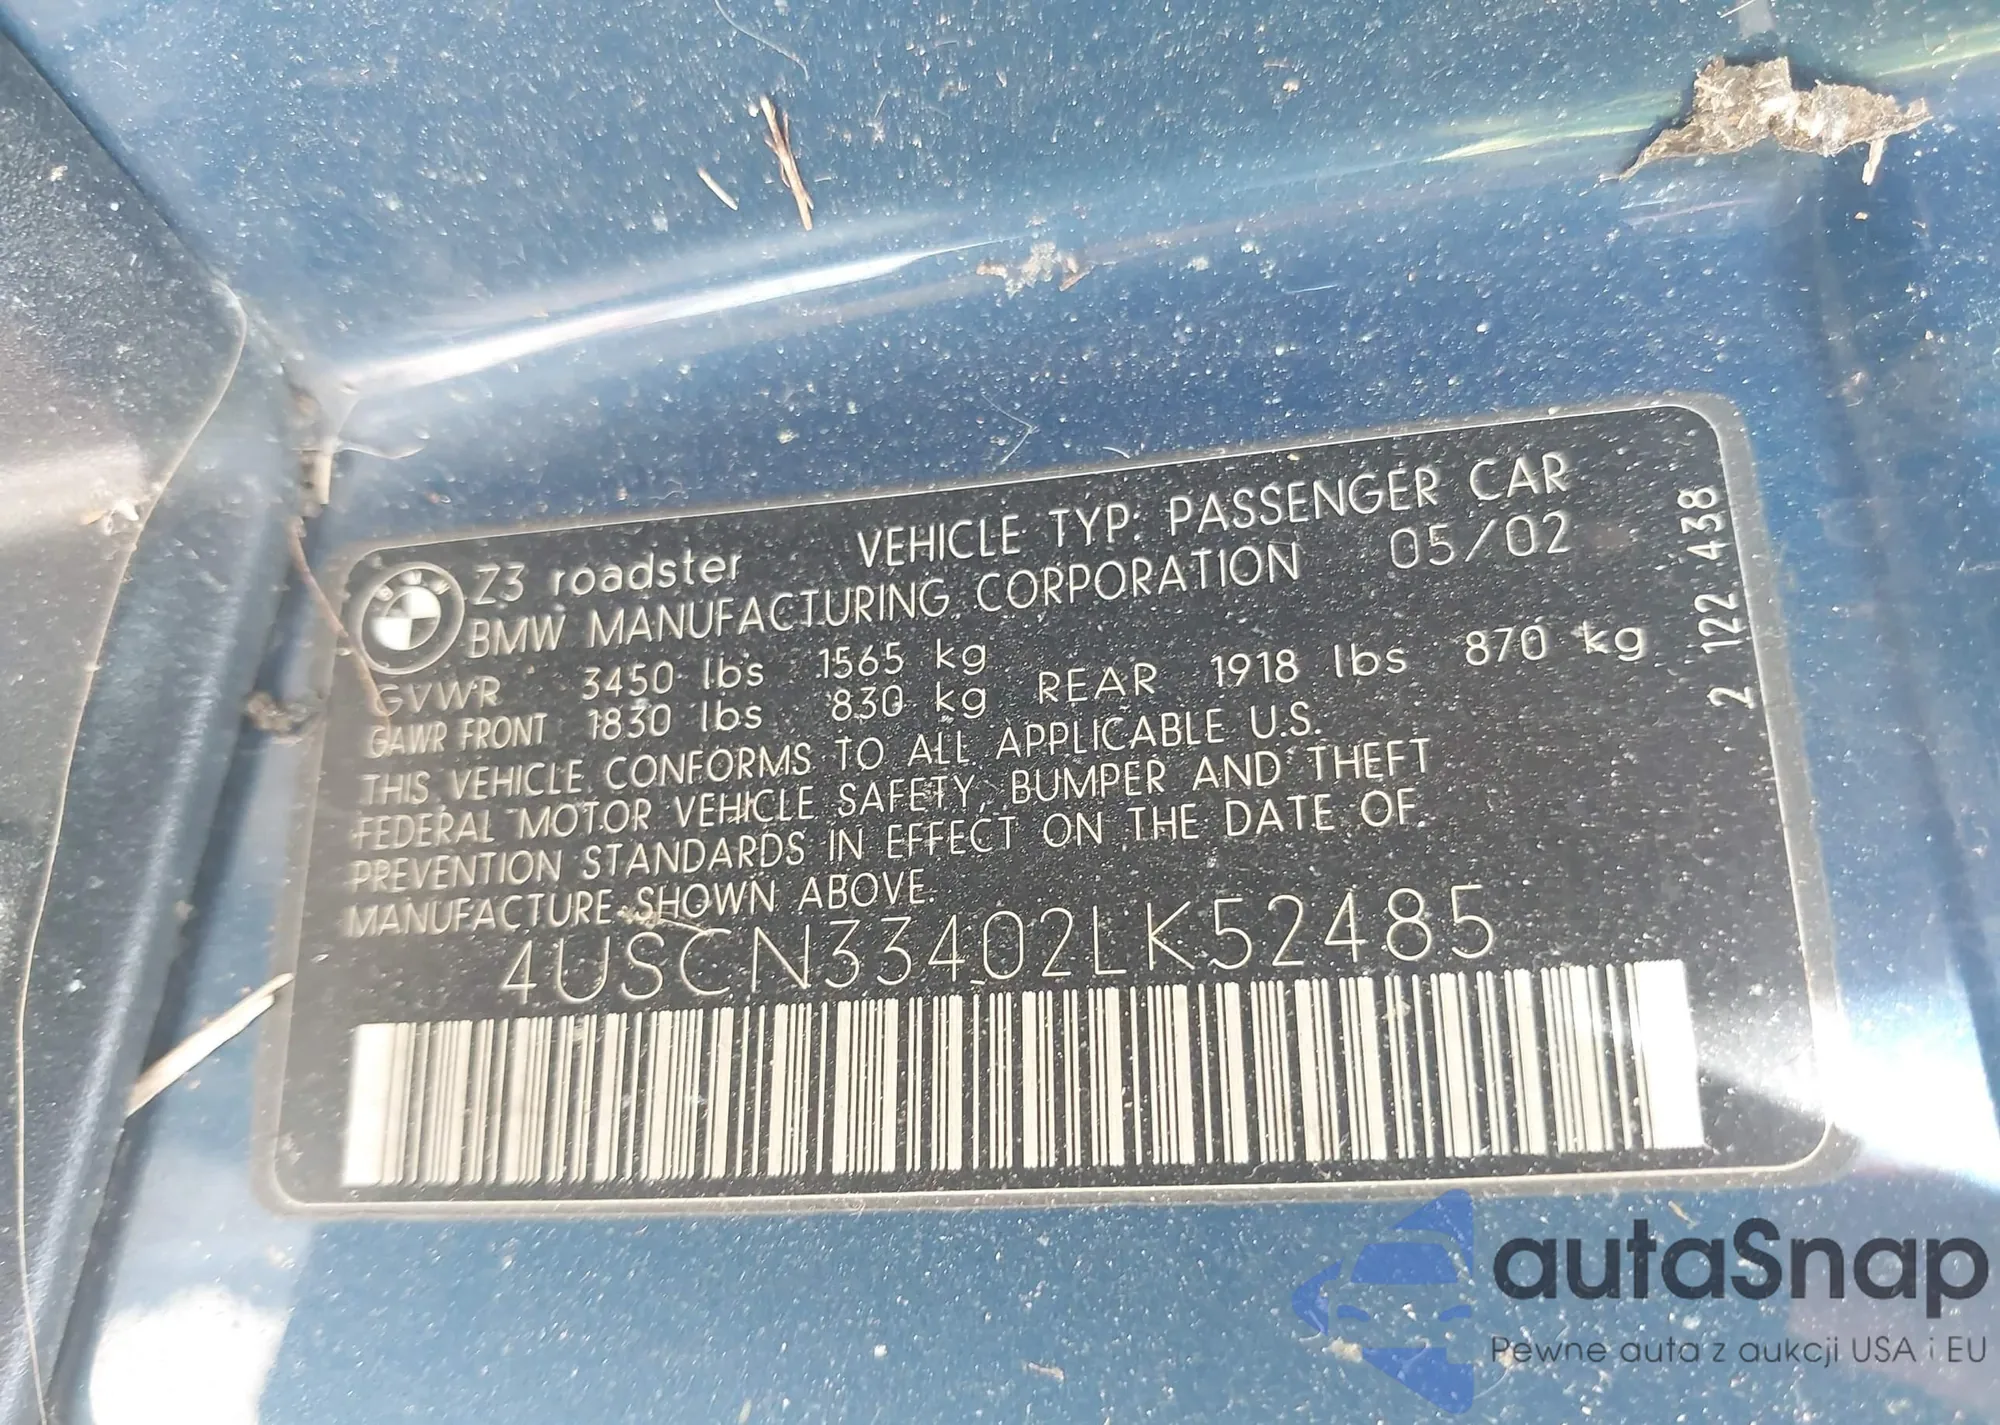 Z3 roadster VEHICLE TYP: PASSENGER CAR
BMW MANUFACTURING CORPORATION 05/02
GVWR 3450 lbs 1565 kg
GAWR FRONT 1830 lbs 830 kg REAR 1918 lbs 870 kg
THIS VEHICLE CONFORMS TO ALL APPLICABLE U.S.
FEDERAL MOTOR VEHICLE SAFETY, BUMPER AND THEFT
PREVENTION STANDARDS IN EFFECT ON THE DATE OF
MANUFACTURE SHOWN ABOVE.
4USCN33402LK52485
2 122 438
BMW
autaSnap
Pewne auta z aukcji USA i EU